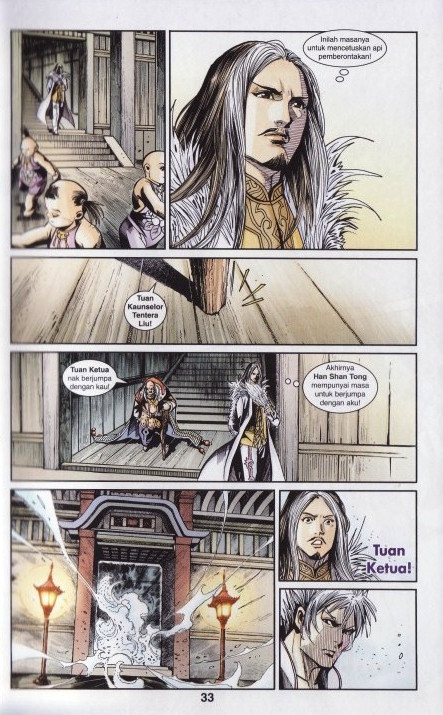 Inilah masanya
untuk mencetuskan api
pemberontakan!
Tuan
Kaunselor
Tentera
Liu!
Tuan Ketua
nak berjumpa
dengan kau!
Akhirnya
Han Shan Tong
mempunyai masa
untuk berjumpa
dengan aku!
Tuan
Ketua!
33